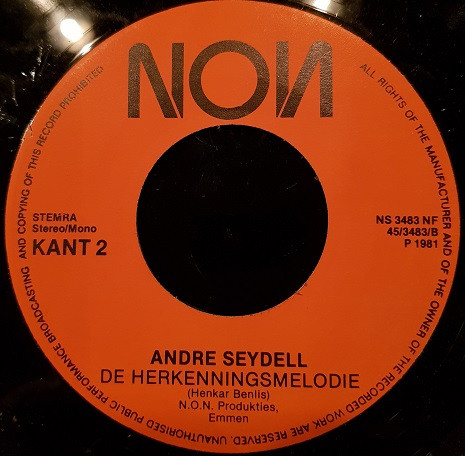 NON
ALL RIGHTS OF THE MANUFACTURER AND OF THE OWNER OF THE RECORDED WORK ARE RESERVED. UNAUTHORISED PUBLIC PERFORMANCE BROADCASTING AND COPYING OF THIS RECORD PROHIBITED
STEMRA
Stereo/Mono
KANT 2
NS 3483 NF
45/3483/B
P 1981
ANDRE SEYDELL
DE HERKENNINGSMELODIE
(Henkar Benlis)
N.O.N. Produkties,
Emmen